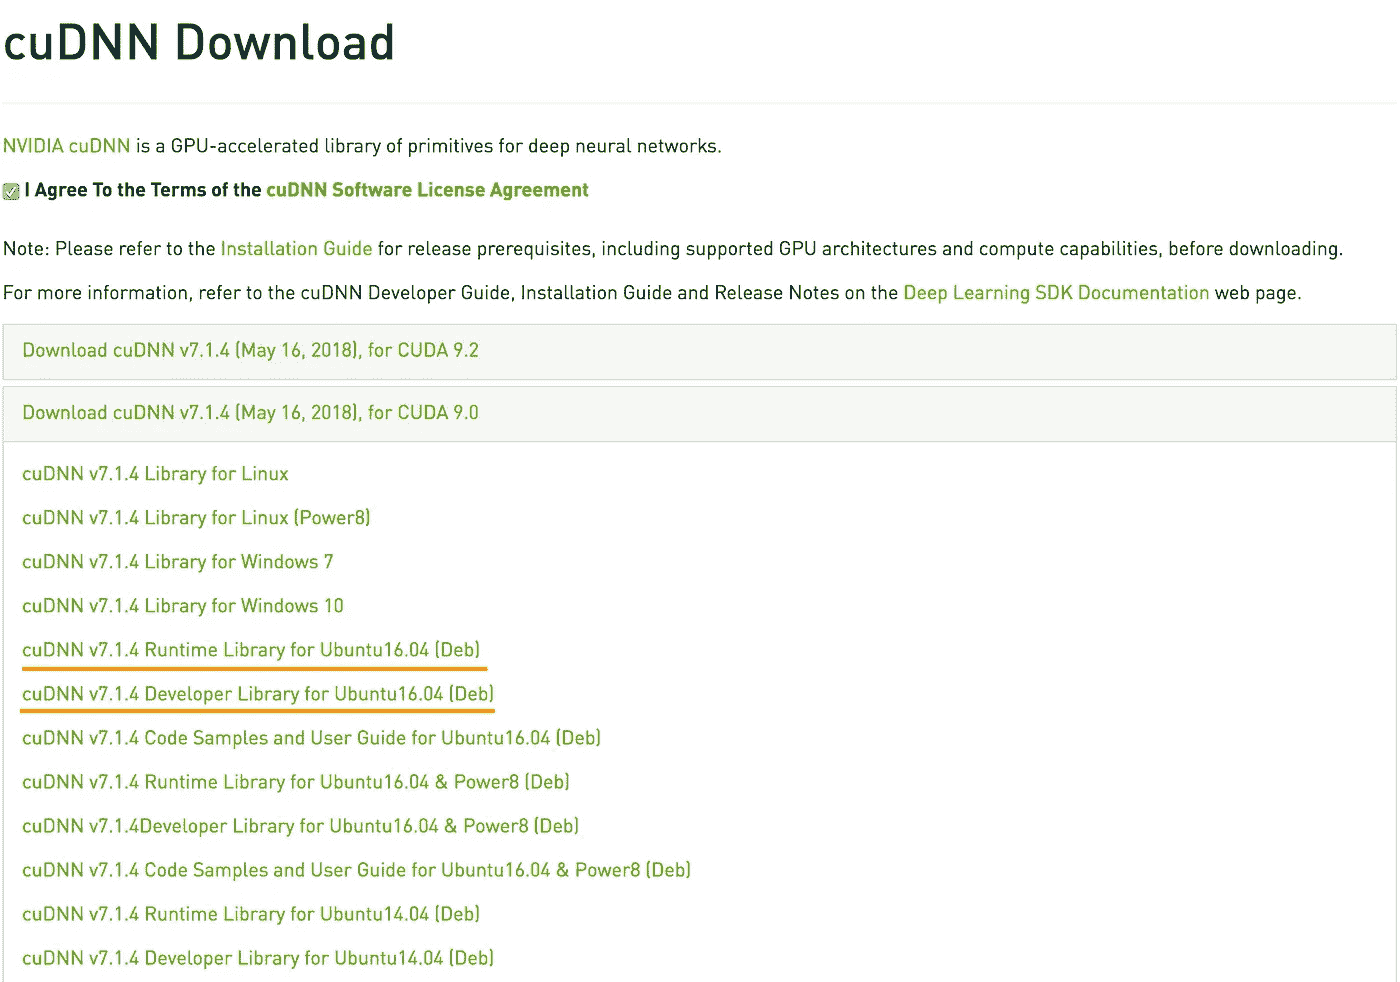 cuDNN Download
NVIDIA cuDNN is a GPU-accelerated library of primitives for deep neural networks.
I Agree To the Terms of the cuDNN Software License Agreement
Note: Please refer to the Installation Guide for release prerequisites, including supported GPU architectures and compute capabilities, before downloading.
For more information, refer to the cuDNN Developer Guide, Installation Guide and Release Notes on the Deep Learning SDK Documentation web page.
Download cuDNN v7.1.4 (May 16, 2018), for CUDA 9.2
Download cuDNN v7.1.4 (May 16, 2018), for CUDA 9.0
cuDNN v7.1.4 Library for Linux
cuDNN v7.1.4 Library for Linux (Power8)
cuDNN v7.1.4 Library for Windows 7
cuDNN v7.1.4 Library for Windows 10
cuDNN v7.1.4 Runtime Library for Ubuntu16.04 (Deb)
cuDNN v7.1.4 Developer Library for Ubuntu16.04 (Deb)
cuDNN v7.1.4 Code Samples and User Guide for Ubuntu16.04 (Deb)
cuDNN v7.1.4 Runtime Library for Ubuntu16.04 & Power8 (Deb)
cuDNN v7.1.4Developer Library for Ubuntu16.04 & Power8 (Deb)
cuDNN v7.1.4 Code Samples and User Guide for Ubuntu16.04 & Power8 (Deb)
cuDNN v7.1.4 Runtime Library for Ubuntu14.04 (Deb)
cuDNN v7.1.4 Developer Library for Ubuntu14.04 (Deb)